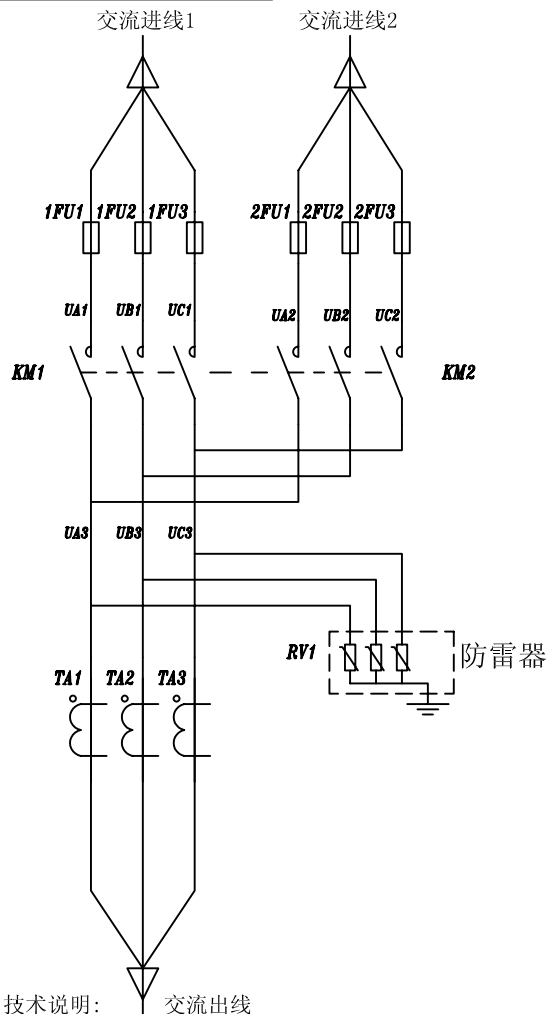 交流进线1 交流进线2
1FU1 1FU2 1FU3 2FU1 2FU2 2FU3
UA1 UB1 UC1 UA2 UB2 UC2
KM1 KM2
UA3 UB3 UC3
RV1 防雷器
TA1 TA2 TA3
技术说明: 交流出线